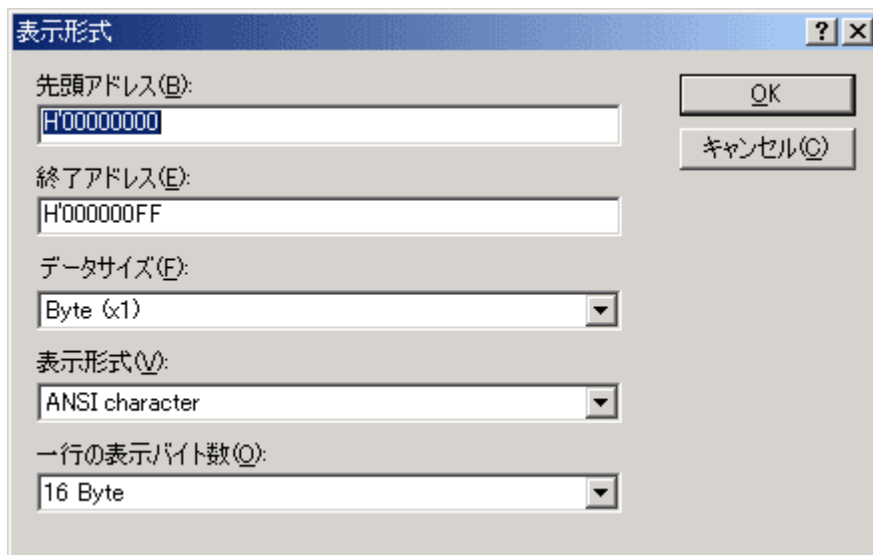 表示形式
先頭アドレス(B):
H'00000000
終了アドレス(E):
H'000000FF
データサイズ(F):
Byte (x1)
表示形式(V):
ANSI character
一行の表示バイト数(O):
16 Byte
OK
キャンセル(C)